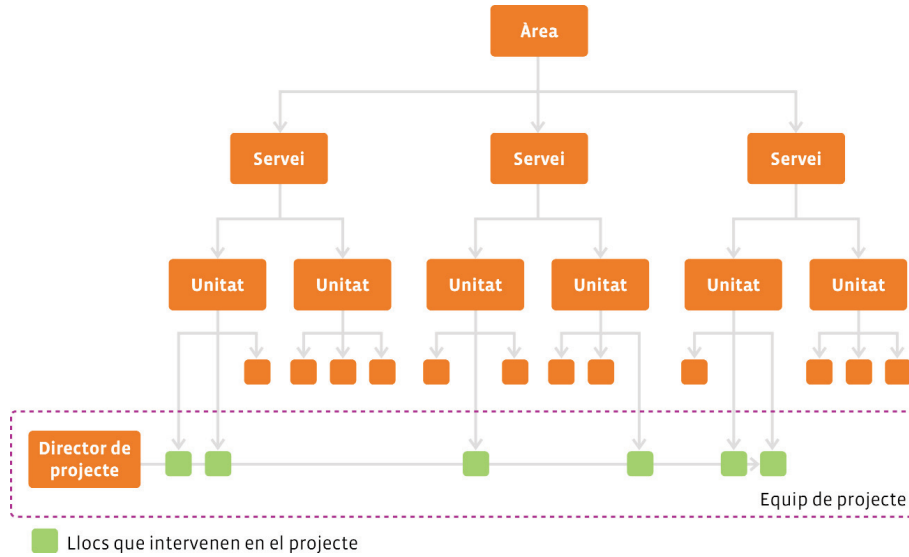 Àrea
Servei
Servei
Servei
Unitat
Unitat
Unitat
Unitat
Unitat
Unitat
Director de
projecte
Equip de projecte
Llocs que intervenen en el projecte